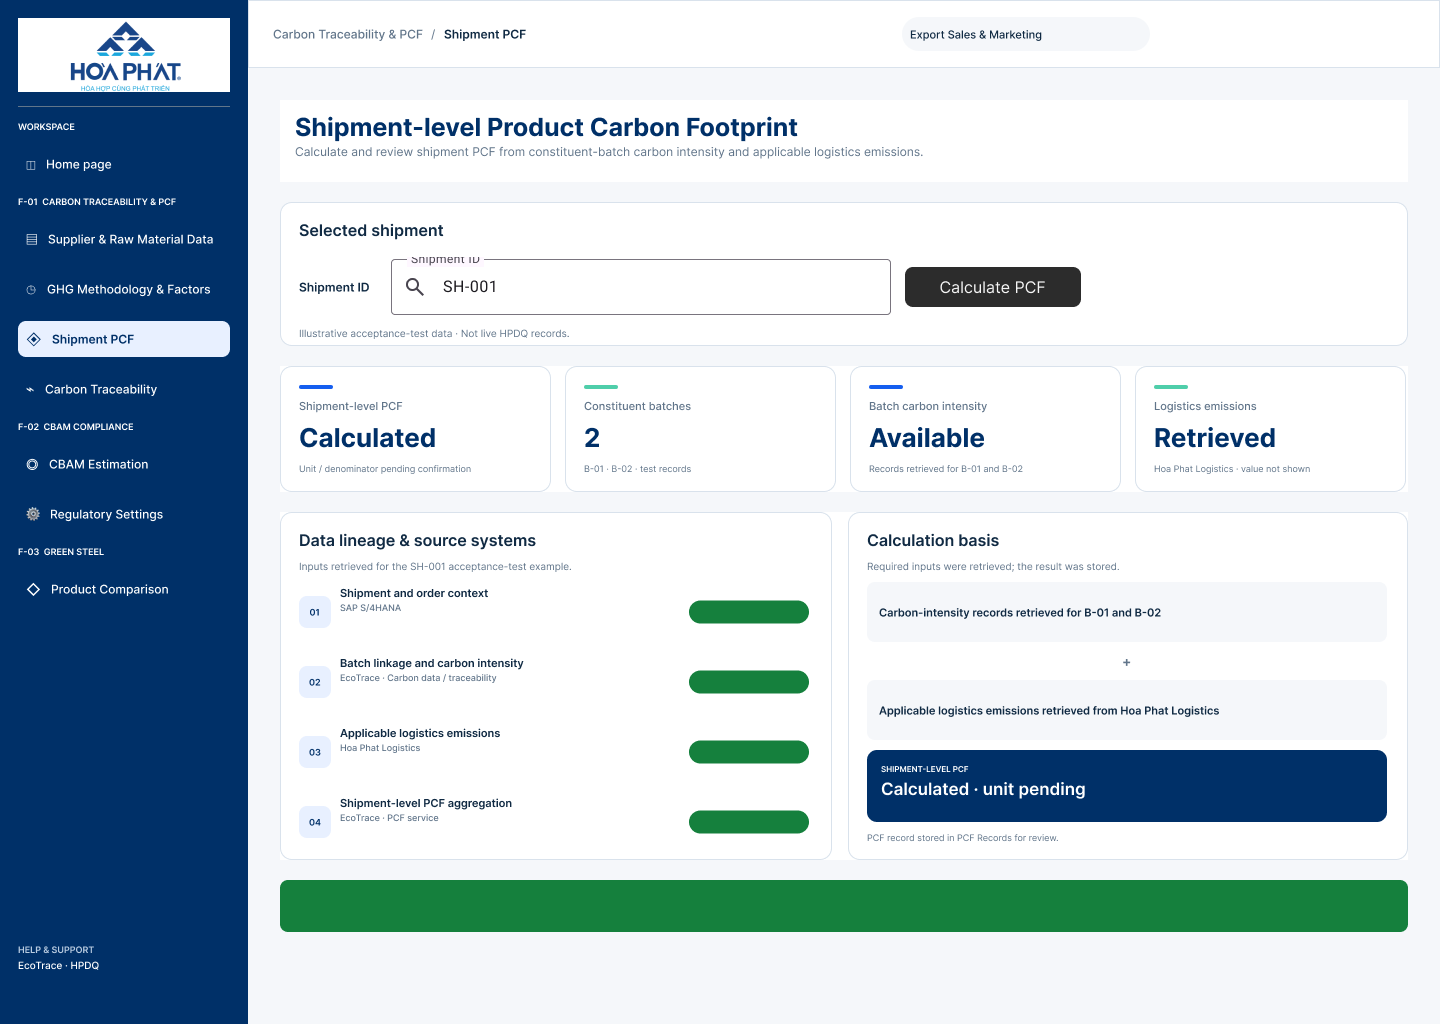 HÒA PHÁT
HÒA HỢP CÙNG PHÁT TRIỂN
WORKSPACE
Home page
F-01 CARBON TRACEABILITY & PCF
Supplier & Raw Material Data
GHG Methodology & Factors
Shipment PCF
Carbon Traceability
F-02 CBAM COMPLIANCE
CBAM Estimation
Regulatory Settings
F-03 GREEN STEEL
Product Comparison
HELP & SUPPORT
EcoTrace · HPDQ
Carbon Traceability & PCF / Shipment PCF
Export Sales & Marketing
Shipment-level Product Carbon Footprint
Calculate and review shipment PCF from constituent-batch carbon intensity and applicable logistics emissions.
Selected shipment
Shipment ID
Shipment ID
SH-001
Calculate PCF
Illustrative acceptance-test data · Not live HPDQ records.
Shipment-level PCF
Calculated
Unit / denominator pending confirmation
Constituent batches
2
B-01 · B-02 · test records
Batch carbon intensity
Available
Records retrieved for B-01 and B-02
Logistics emissions
Retrieved
Hoa Phat Logistics · value not shown
Data lineage & source systems
Inputs retrieved for the SH-001 acceptance-test example.
01
Shipment and order context
SAP S/4HANA
02
Batch linkage and carbon intensity
EcoTrace · Carbon data / traceability
03
Applicable logistics emissions
Hoa Phat Logistics
04
Shipment-level PCF aggregation
EcoTrace · PCF service
Calculation basis
Required inputs were retrieved; the result was stored.
Carbon-intensity records retrieved for B-01 and B-02
+
Applicable logistics emissions retrieved from Hoa Phat Logistics
SHIPMENT-LEVEL PCF
Calculated · unit pending
PCF record stored in PCF Records for review.